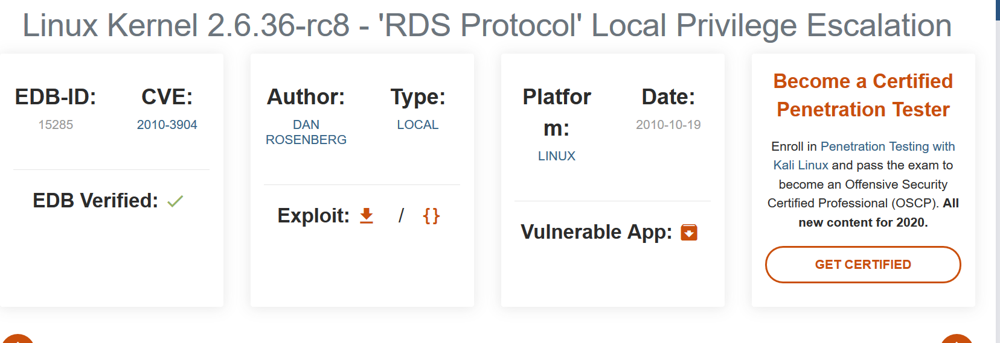 Linux Kernel 2.6.36-rc8 - 'RDS Protocol' Local Privilege Escalation
EDB-ID:
15285
CVE:
2010-3904
EDB Verified:
Author:
DAN
ROSENBERG
Type:
LOCAL
Exploit: / {}
Platfor
m:
LINUX
Date:
2010-10-19
Vulnerable App:
Become a Certified
Penetration Tester
Enroll in Penetration Testing with
Kali Linux and pass the exam to
become an Offensive Security
Certified Professional (OSCP). All
new content for 2020.
GET CERTIFIED